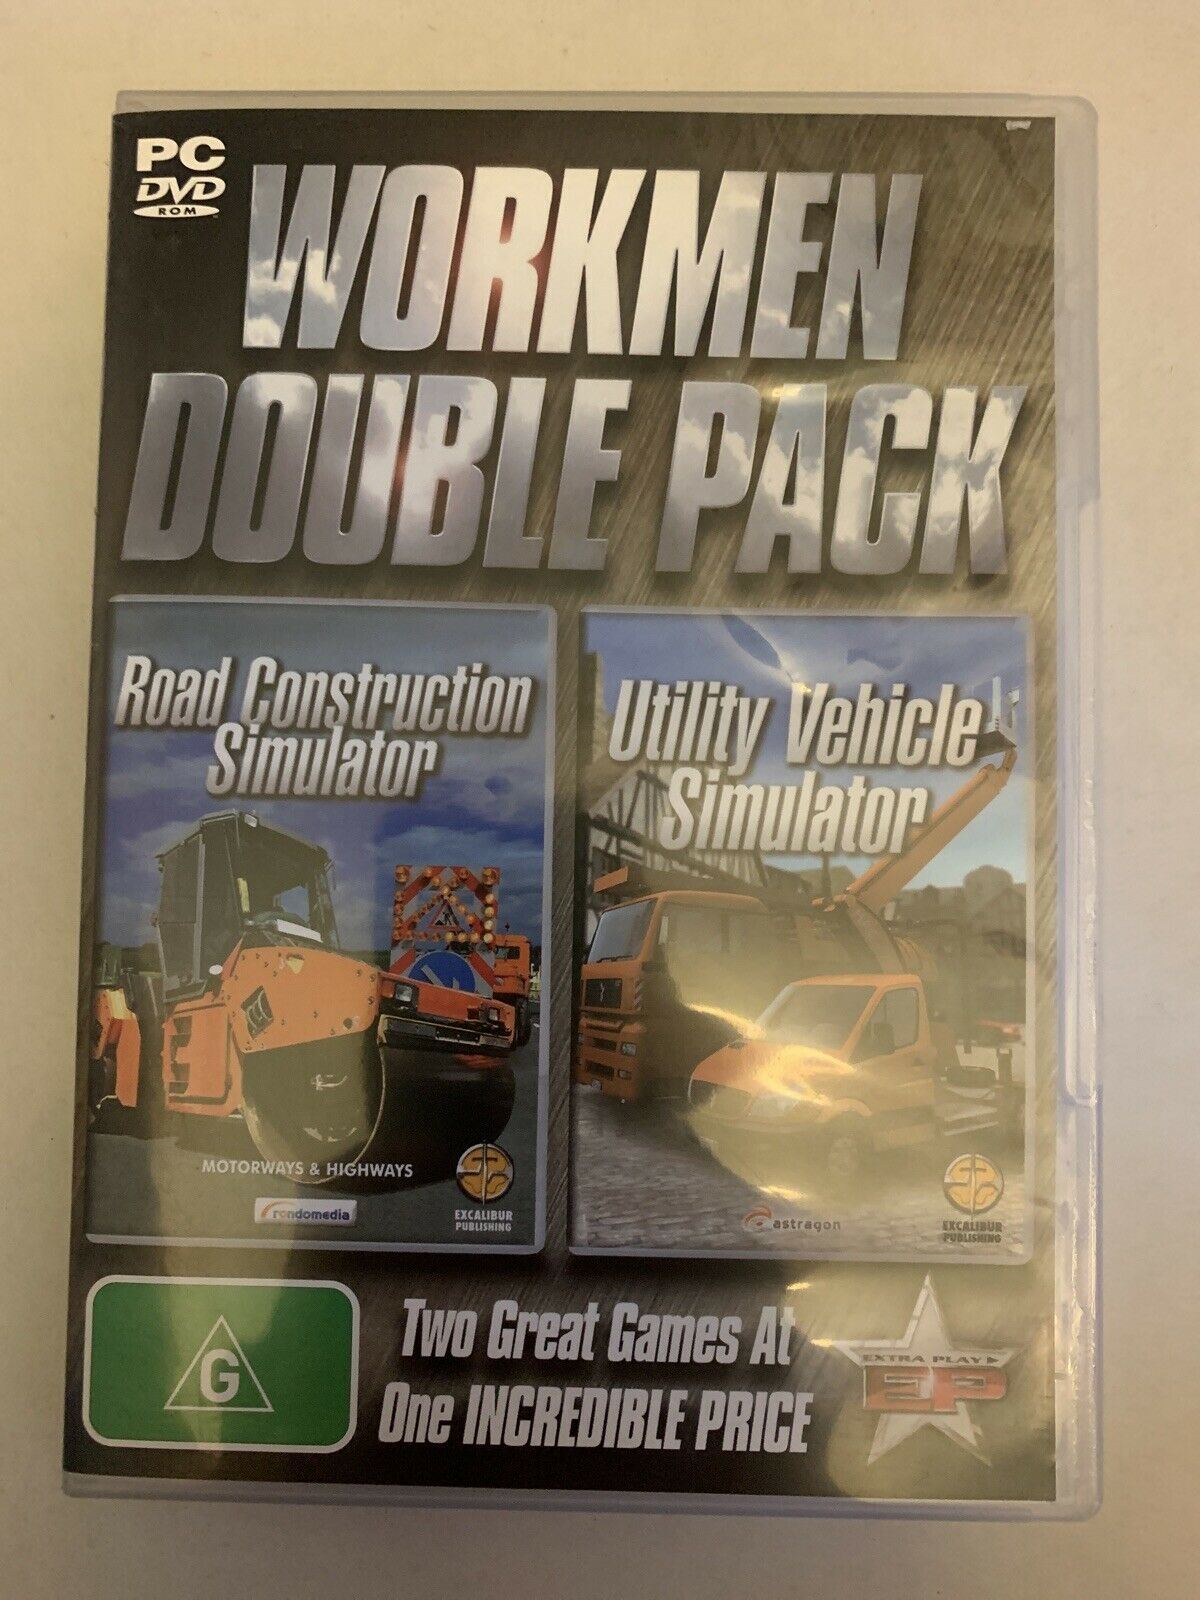 PC
DVD
ROM
WORKMEN
DOUBLE PACK
Road Construction
Simulator
MOTORWAYS & HIGHWAYS
rondomedia
EXCALIBUR
PUBLISHING
Utility Vehicle
Simulator
astragon
EXCALIBUR
PUBLISHING
G
Two Great Games At
One INCREDIBLE PRICE
EXTRA PLAY
EP